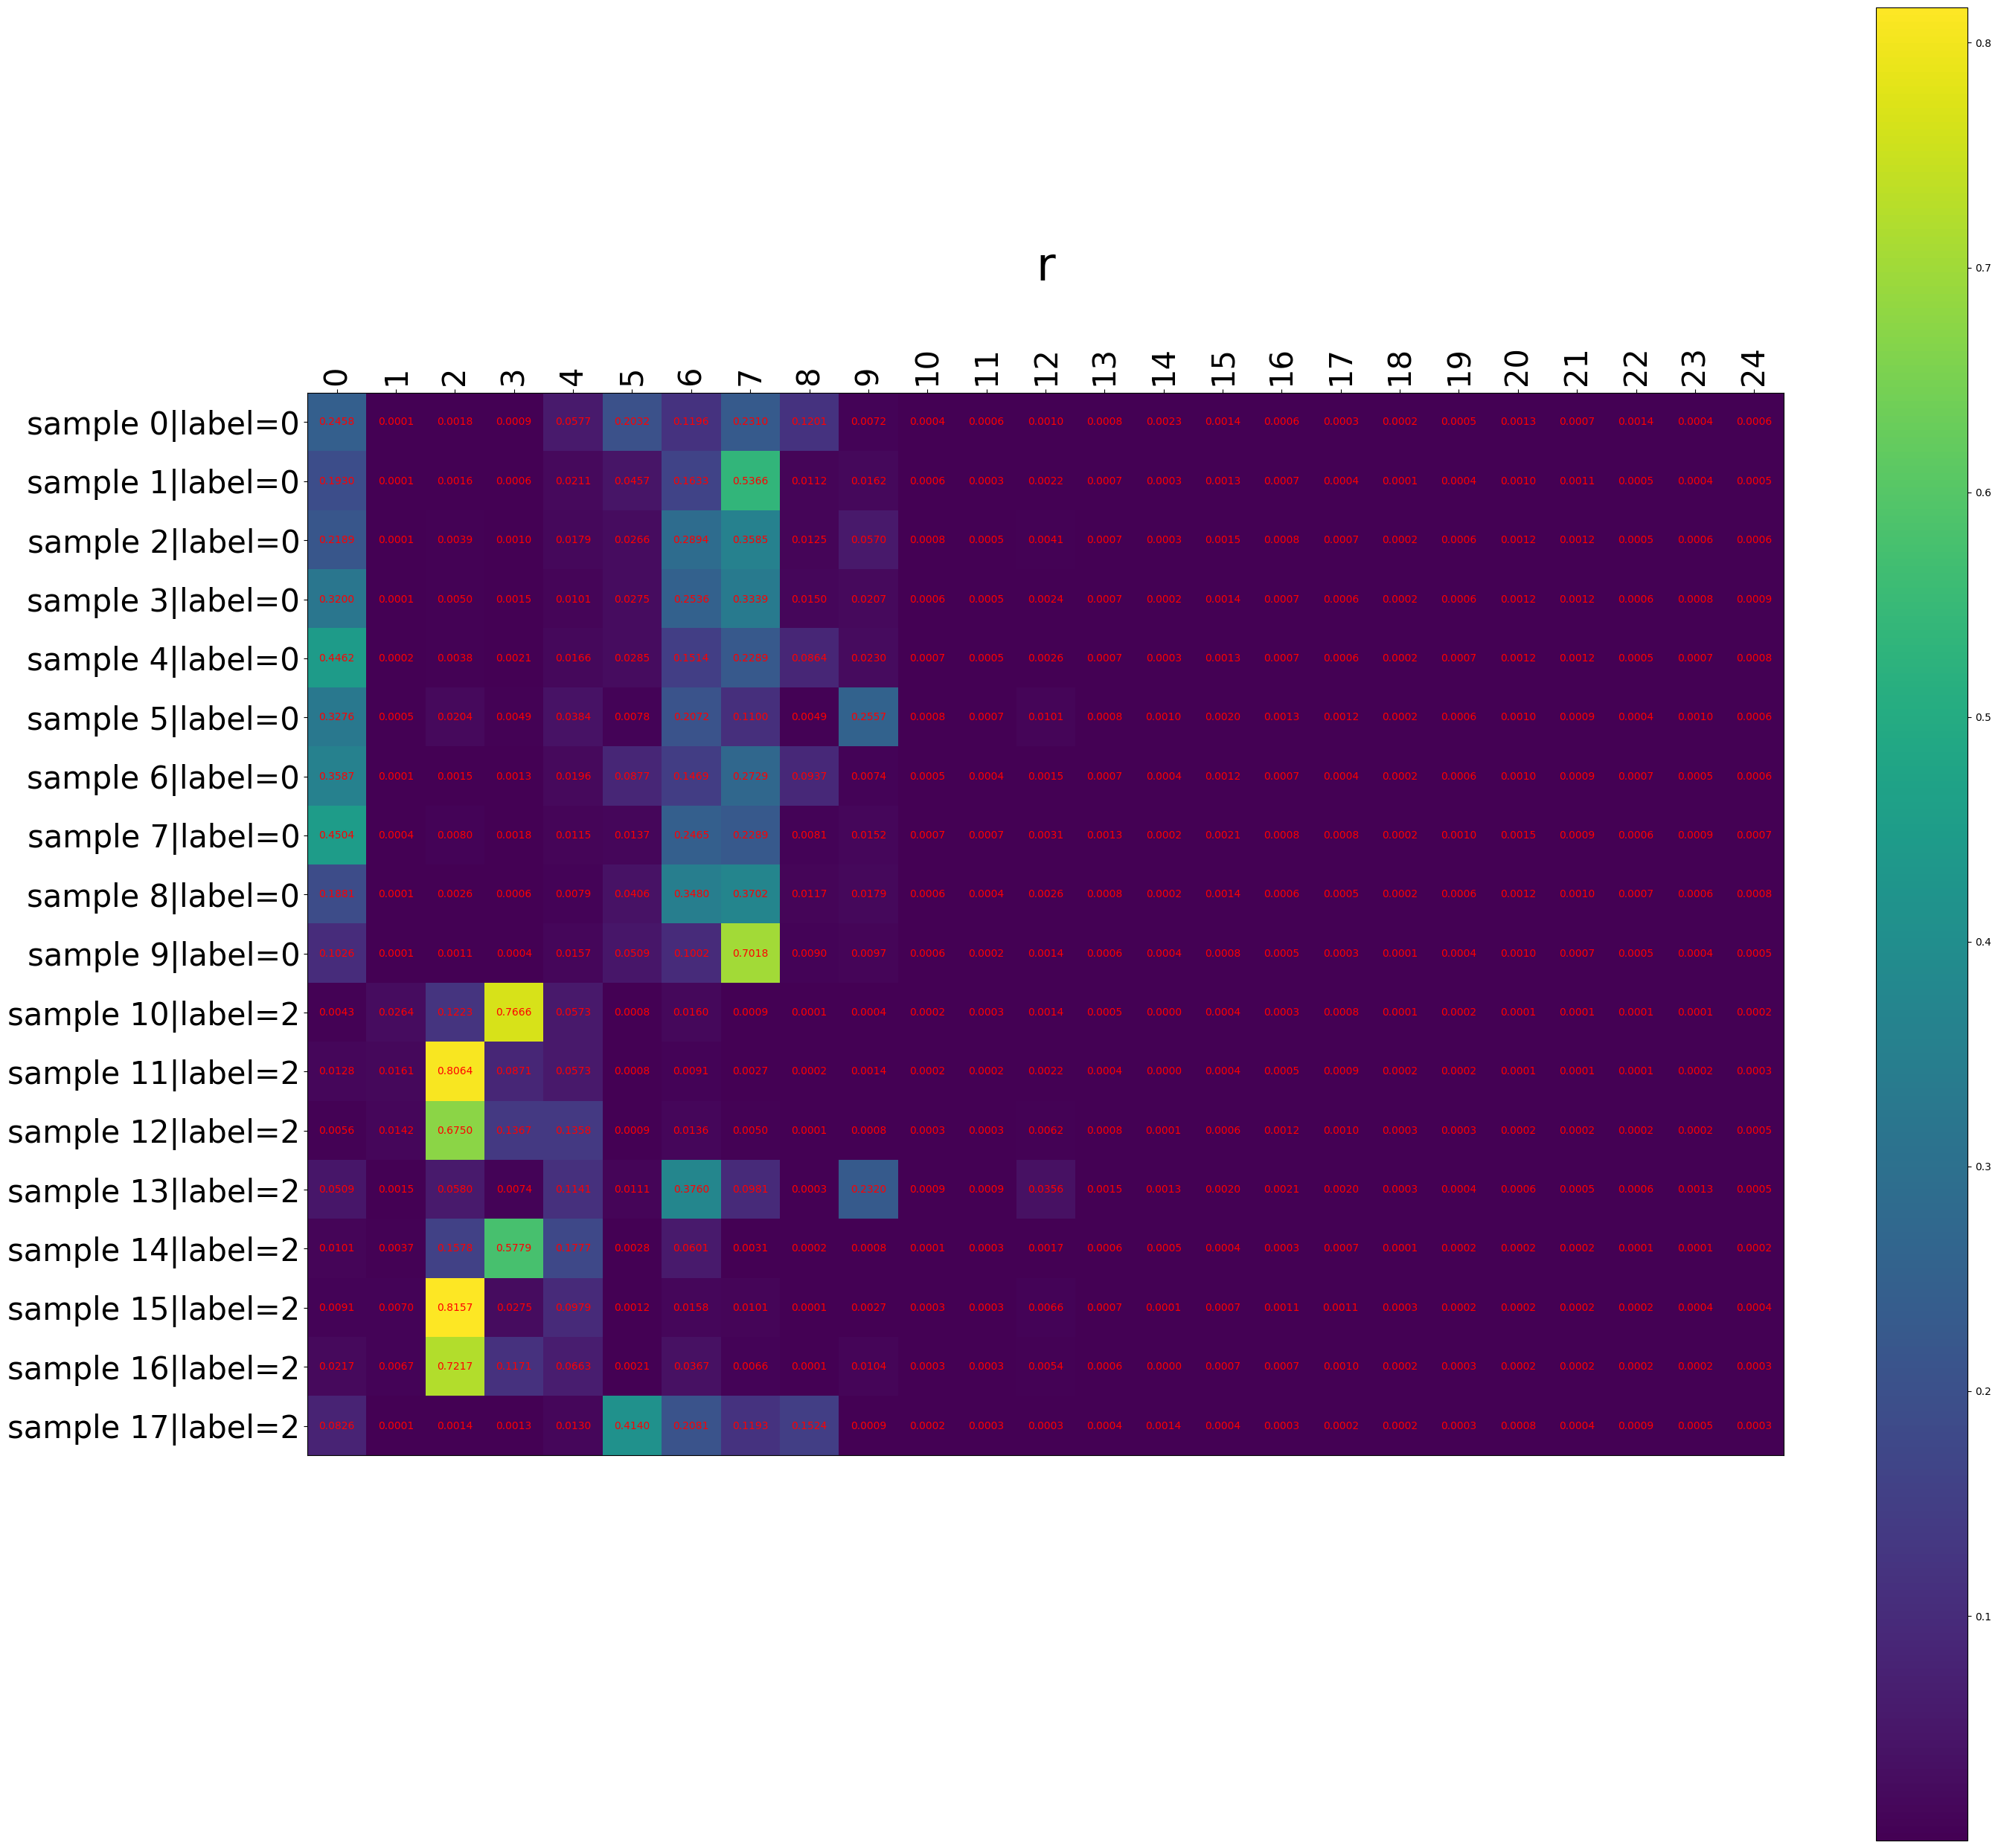 r
0 1 2 3 4 5 6 7 8 9 10 11 12 13 14 15 16 17 18 19 20 21 22 23 24
sample 0|label=0 0.0001 0.0018 0.0009 0.0577 0.0072 0.0004 0.0006 0.0010 0.0008 0.0023 0.0014 0.0006 0.0003 0.0002 0.0005 0.0013 0.0007 0.0014 0.0004 0.0006
sample 1|label=0 0.0001 0.0016 0.0006 0.0211 0.0457 0.5366 0.0112 0.0162 0.0006 0.0003 0.0022 0.0007 0.0003 0.0013 0.0007 0.0004 0.0001 0.0004 0.0010 0.0011 0.0005 0.0004 0.0005
sample 2|label=0 0.0001 0.0039 0.0010 0.0179 0.0266 0.2894 0.3585 0.0125 0.0570 0.0008 0.0005 0.0041 0.0007 0.0003 0.0015 0.0008 0.0007 0.0002 0.0006 0.0012 0.0012 0.0005 0.0006 0.0006
sample 3|label=0 0.3200 0.0001 0.0050 0.0015 0.0101 0.0275 0.3339 0.0150 0.0207 0.0006 0.0005 0.0024 0.0007 0.0002 0.0014 0.0007 0.0006 0.0002 0.0006 0.0012 0.0012 0.0006 0.0008 0.0009
sample 4|label=0 0.4462 0.0002 0.0038 0.0021 0.0166 0.0285 0.0864 0.0230 0.0007 0.0005 0.0026 0.0007 0.0003 0.0013 0.0007 0.0006 0.0002 0.0007 0.0012 0.0012 0.0005 0.0007 0.0008
sample 5|label=0 0.3276 0.0005 0.0204 0.0049 0.0384 0.0078 0.1100 0.0049 0.2557 0.0008 0.0007 0.0101 0.0008 0.0010 0.0020 0.0013 0.0012 0.0002 0.0006 0.0010 0.0009 0.0004 0.0010 0.0006
sample 6|label=0 0.3587 0.0001 0.0015 0.0013 0.0196 0.0877 0.2729 0.0937 0.0074 0.0005 0.0004 0.0015 0.0007 0.0004 0.0012 0.0007 0.0004 0.0002 0.0006 0.0010 0.0009 0.0007 0.0005 0.0006
sample 7|label=0 0.4504 0.0004 0.0080 0.0018 0.0115 0.0137 0.2465 0.2289 0.0081 0.0152 0.0007 0.0007 0.0031 0.0013 0.0002 0.0021 0.0008 0.0008 0.0002 0.0010 0.0015 0.0009 0.0006 0.0009 0.0007
sample 8|label=0 0.0001 0.0026 0.0006 0.0079 0.0406 0.3490 0.3702 0.0117 0.0179 0.0006 0.0004 0.0026 0.0008 0.0002 0.0014 0.0006 0.0005 0.0002 0.0006 0.0012 0.0010 0.0007 0.0006 0.0008
sample 9|label=0 0.1026 0.0001 0.0011 0.0004 0.0157 0.0509 0.1002 0.7018 0.0090 0.0097 0.0006 0.0002 0.0014 0.0006 0.0004 0.0008 0.0005 0.0003 0.0001 0.0004 0.0010 0.0007 0.0005 0.0004 0.0005
sample 10|label=2 0.0043 0.0264 0.7666 0.0573 0.0008 0.0160 0.0009 0.0001 0.0004 0.0002 0.0003 0.0014 0.0005 0.0000 0.0004 0.0003 0.0008 0.0001 0.0002 0.0001 0.0001 0.0001 0.0001 0.0002
sample 11|label=2 0.0128 0.0161 0.8064 0.0871 0.0573 0.0008 0.0091 0.0027 0.0002 0.0014 0.0002 0.0002 0.0022 0.0004 0.0000 0.0004 0.0005 0.0009 0.0002 0.0002 0.0001 0.0001 0.0001 0.0002 0.0003
sample 12|label=2 0.0056 0.0142 0.6750 0.0009 0.0136 0.0050 0.0001 0.0008 0.0003 0.0003 0.0062 0.0008 0.0001 0.0006 0.0012 0.0010 0.0003 0.0003 0.0002 0.0002 0.0002 0.0002 0.0005
sample 13|label=2 0.0509 0.0015 0.0580 0.0074 0.1141 0.0111 0.3760 0.0981 0.0003 0.0009 0.0009 0.0356 0.0015 0.0013 0.0020 0.0021 0.0020 0.0003 0.0004 0.0006 0.0005 0.0006 0.0013 0.0005
sample 14|label=2 0.0101 0.0037 0.5779 0.1777 0.0028 0.0601 0.0031 0.0002 0.0008 0.0001 0.0003 0.0017 0.0006 0.0005 0.0004 0.0003 0.0007 0.0001 0.0002 0.0002 0.0002 0.0001 0.0001 0.0002
sample 15|label=2 0.0091 0.0070 0.8157 0.0275 0.0979 0.0012 0.0158 0.0101 0.0001 0.0027 0.0003 0.0003 0.0066 0.0007 0.0001 0.0007 0.0011 0.0011 0.0003 0.0002 0.0002 0.0002 0.0002 0.0004 0.0004
sample 16|label=2 0.0217 0.0067 0.7217 0.0663 0.0021 0.0367 0.0066 0.0001 0.0104 0.0003 0.0003 0.0054 0.0006 0.0000 0.0007 0.0007 0.0010 0.0002 0.0003 0.0002 0.0002 0.0002 0.0002 0.0003
sample 17|label=2 0.0826 0.0001 0.0014 0.0013 0.0130 0.4140 0.1193 0.1524 0.0009 0.0002 0.0003 0.0003 0.0004 0.0014 0.0004 0.0003 0.0002 0.0002 0.0003 0.0008 0.0004 0.0009 0.0005 0.0003
0.8
0.7
0.6
0.5
0.4
0.3
0.2
0.1